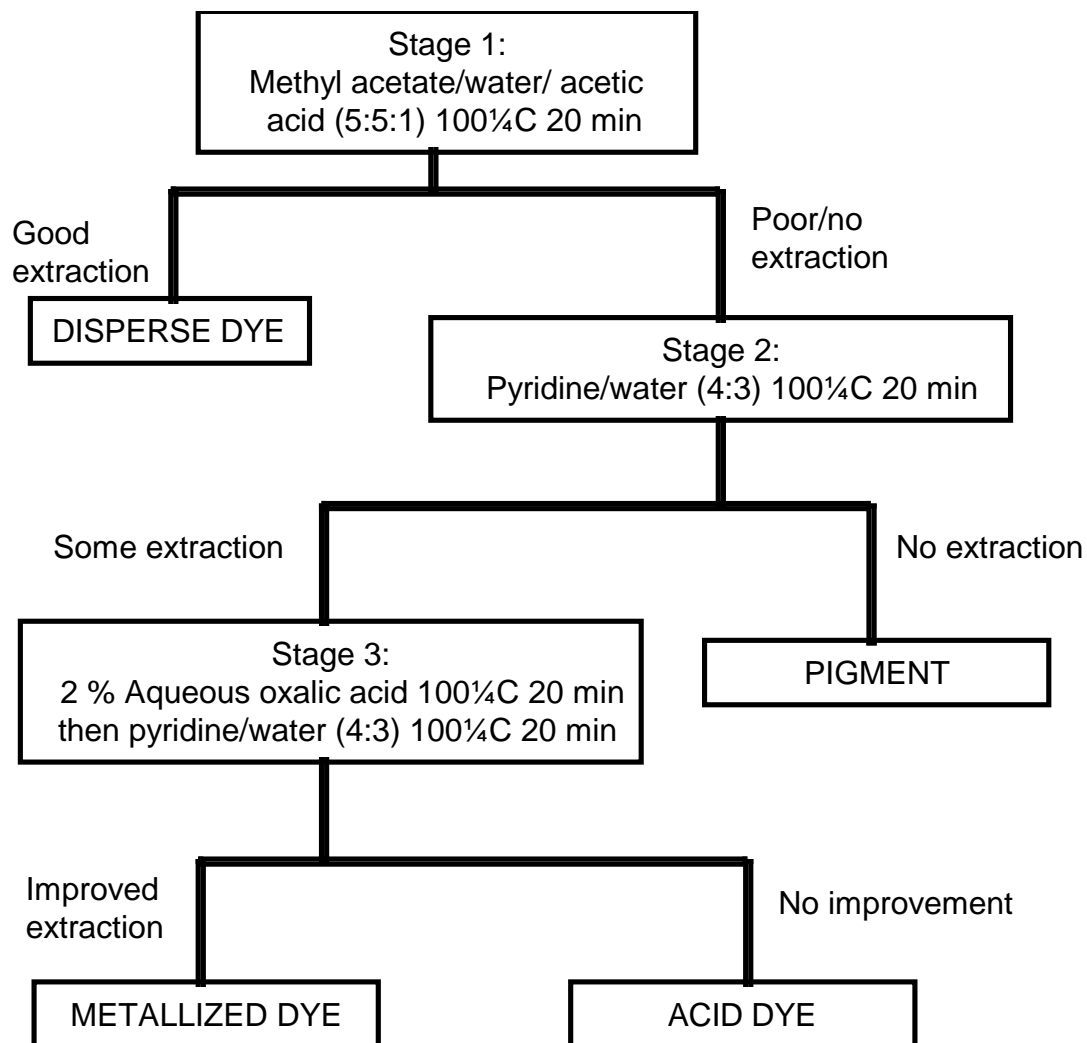 Stage 1:
Methyl acetate/water/ acetic
acid (5:5:1) 100¼C 20 min
Good
extraction
Poor/no
extraction
DISPERSE DYE
Stage 2:
Pyridine/water (4:3) 100¼C 20 min
Some extraction
No extraction
Stage 3:
2 % Aqueous oxalic acid 100¼C 20 min
then pyridine/water (4:3) 100¼C 20 min
PIGMENT
Improved
extraction
No improvement
METALLIZED DYE
ACID DYE